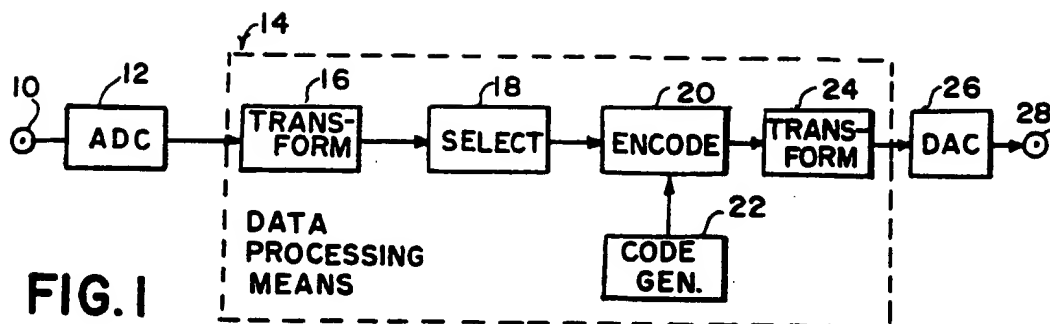 14
10
12
16
18
20
24
26
28
ADC
TRANS-
FORM
SELECT
ENCODE
TRANS-
FORM
DAC
22
CODE
GEN.
DATA
PROCESSING
MEANS
FIG. 1